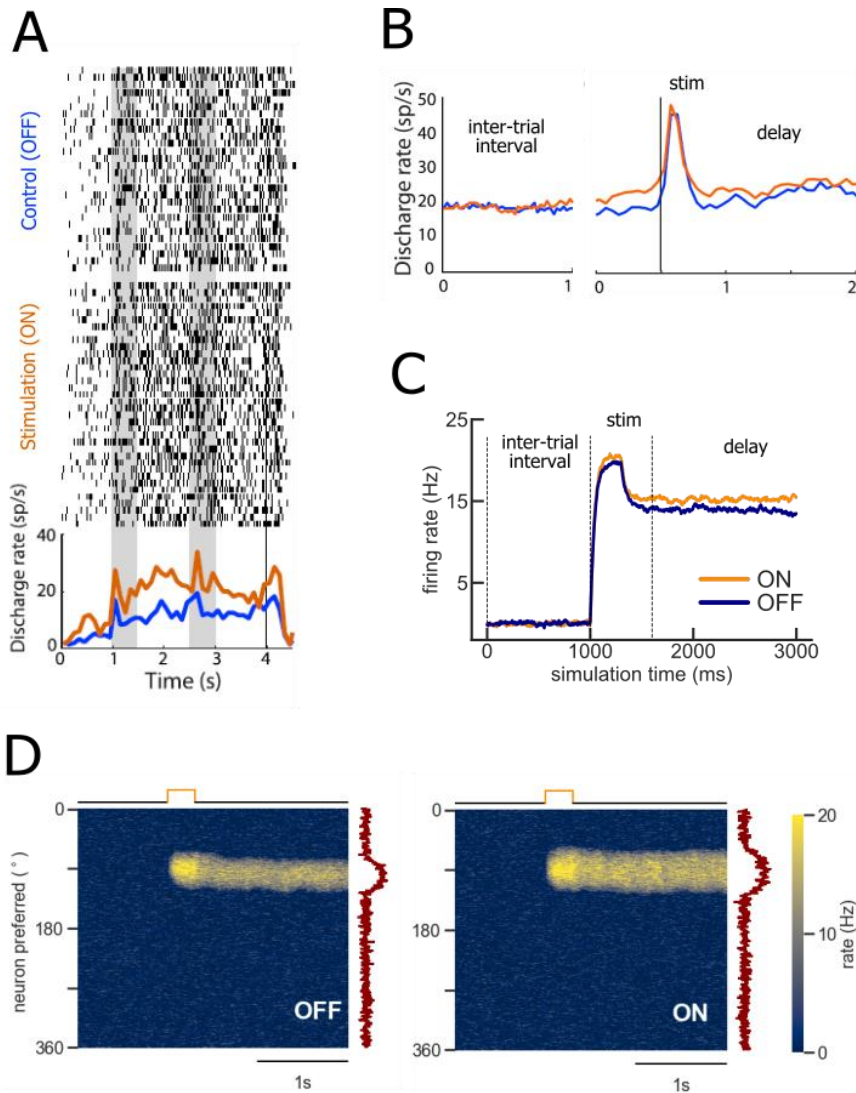 A
Control (OFF)
Stimulation (ON)
Discharge rate (sp/s)
40
20
0
0 1 2 3 4
Time (s)
B
Discharge rate (sp/s)
50
40
30
20
10
0
inter-trial
interval
stim
delay
0 1
1 2
C
firing rate (Hz)
25
15
5
inter-trial
interval
stim
delay
ON
OFF
0 1000 2000 3000
simulation time (ms)
D
neuron preferred (°)
0
180
360
OFF
1s
0
180
360
ON
1s
20
10
0
rate (Hz)